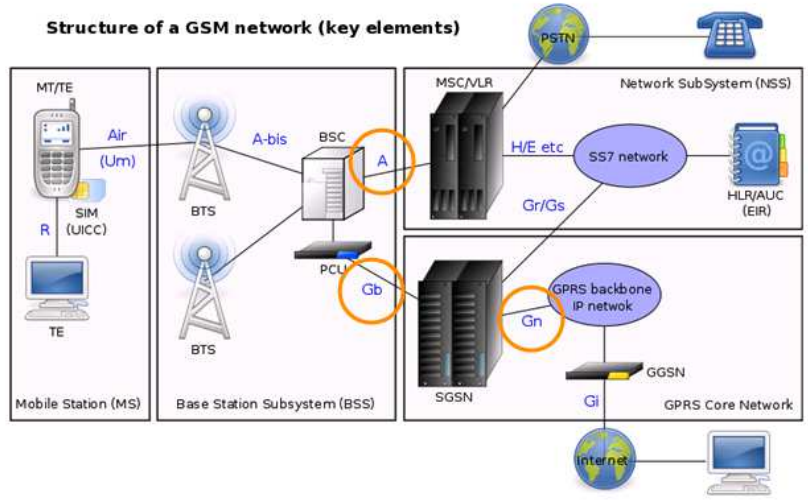 Structure of a GSM network (key elements)
PSTN
MT/TE
MSC/VLR
Network SubSystem (NSS)
Air
(Um)
A-bis
BSC
A
H/E etc
SS7 network
BTS
SIM
(UICC)
R
HLR/AUC
(EIR)
Gr/Gs
PCU
Gb
GPRS backbone
IP netwok
Gn
TE
BTS
SGSN
GGSN
Gi
Mobile Station (MS)
Base Station Subsystem (BSS)
GPRS Core Network
Internet